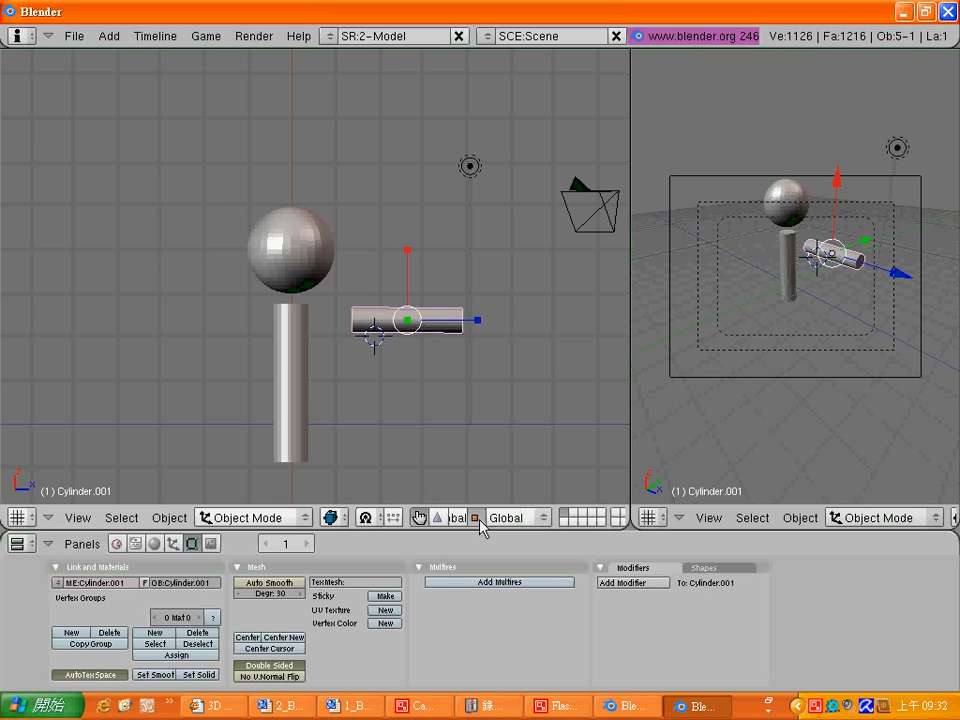 Blender
File Add Timeline Game Render Help SR:2-Model SCE:Scene www.blender.org 246 Ve:1126 | Fa:1216 | Ob:5-1 | La:1
(1) Cylinder.001
(1) Cylinder.001
View Select Object Object Mode Global
View Select Object Object Mode
Panels 1
Link and Materials Mesh Multires Modifiers Shapes
4 ME:Cylinder.001 F OB:Cylinder.001 Auto Smooth TexMesh: Add Multires Add Modifier To: Cylinder.001
Degr: 30 Sticky Make
Vertex Groups
UV Texture New
0 Mat 0 ?
Vertex Color New
New Delete New Delete Center Center New
Copy Group Select Deselect Center Cursor
Assign
Double Sided
AutoTexSpace Set Smoot Set Solid No V.Normal Flip
開始 3D ... 2_B... 1_B... Ca... 錄... Flas... Ble... Ble... 上午 09:32